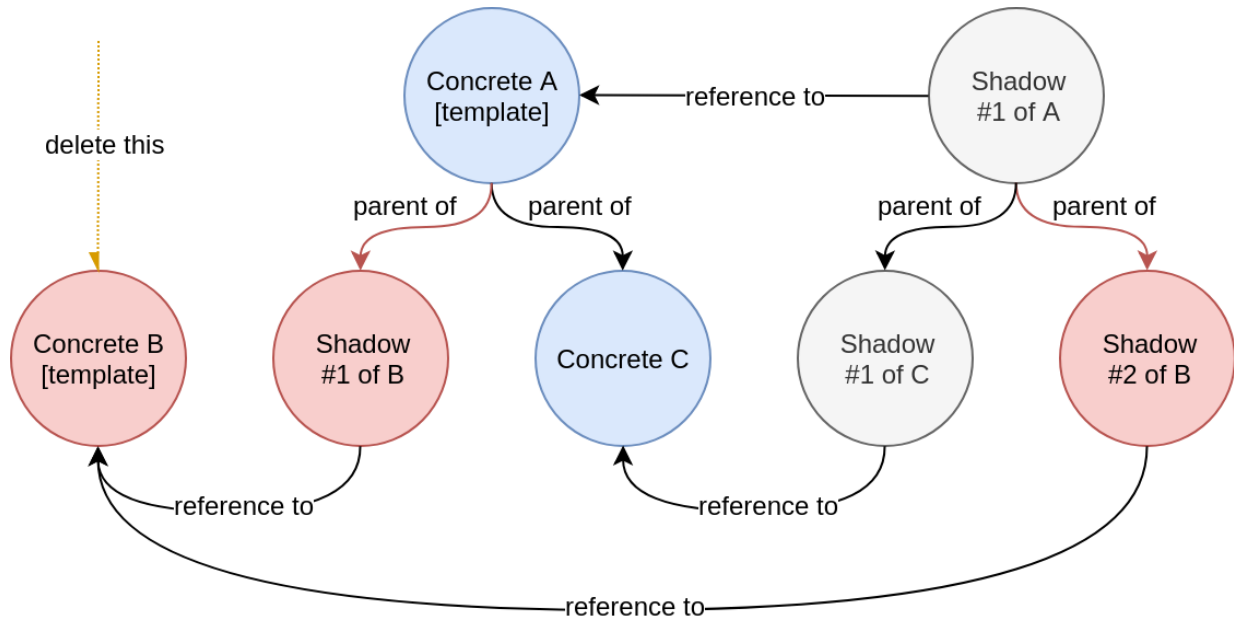 Concrete A
[template]
reference to
Shadow
#1 of A
delete this
parent of
parent of
parent of
parent of
Concrete B
[template]
Shadow
#1 of B
Concrete C
Shadow
#1 of C
Shadow
#2 of B
reference to
reference to
reference to